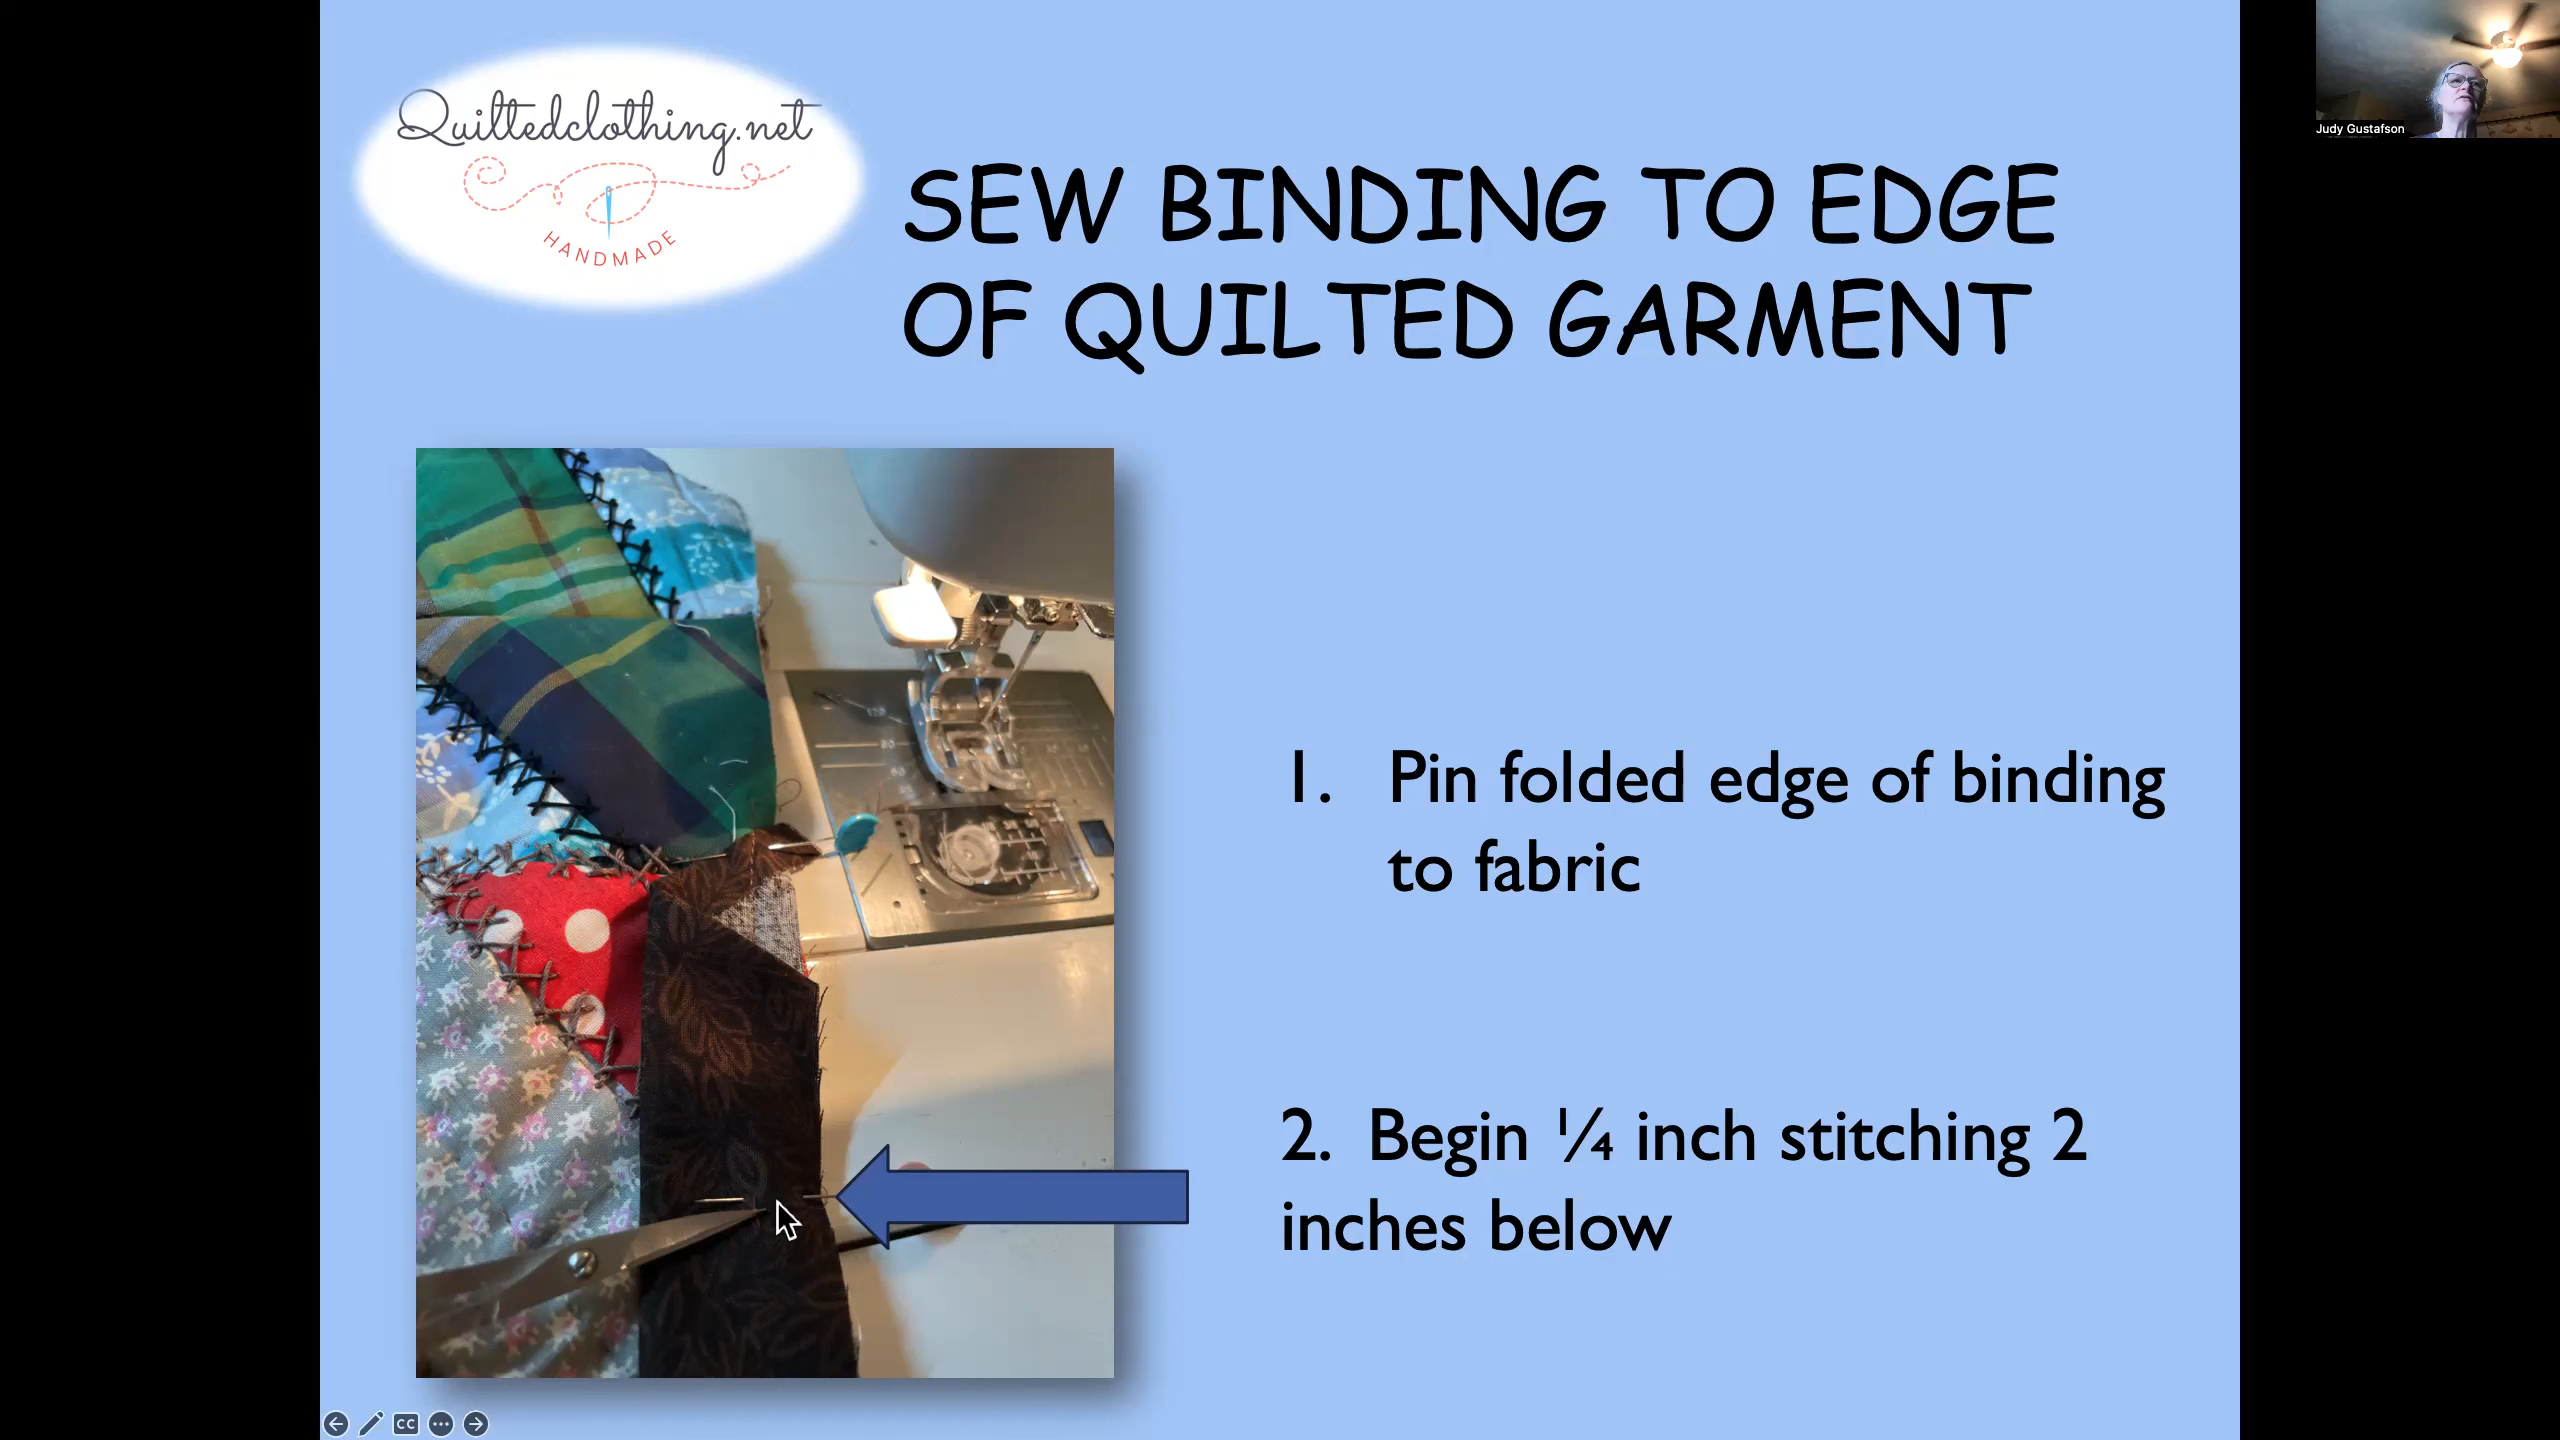 Quiltedclothing.net
HANDMADE
SEW BINDING TO EDGE
OF QUILTED GARMENT
Judy Gustafson
1. Pin folded edge of binding
to fabric
2. Begin ¼ inch stitching 2
inches below
CC